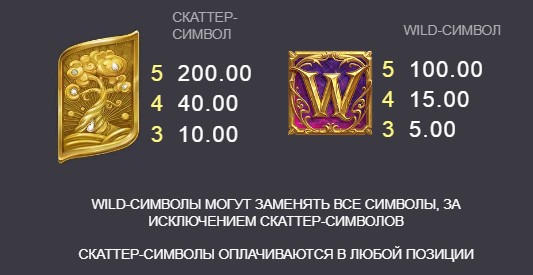 СКАТТЕР-
СИМВОЛ
5 200.00
4 40.00
3 10.00
W
WILD-СИМВОЛ
5 100.00
4 15.00
3 5.00
WILD-СИМВОЛЫ МОГУТ ЗАМЕНЯТЬ ВСЕ СИМВОЛЫ, ЗА
ИСКЛЮЧЕНИЕМ СКАТТЕР-СИМВОЛОВ
СКАТТЕР-СИМВОЛЫ ОПЛАЧИВАЮТСЯ В ЛЮБОЙ ПОЗИЦИИ